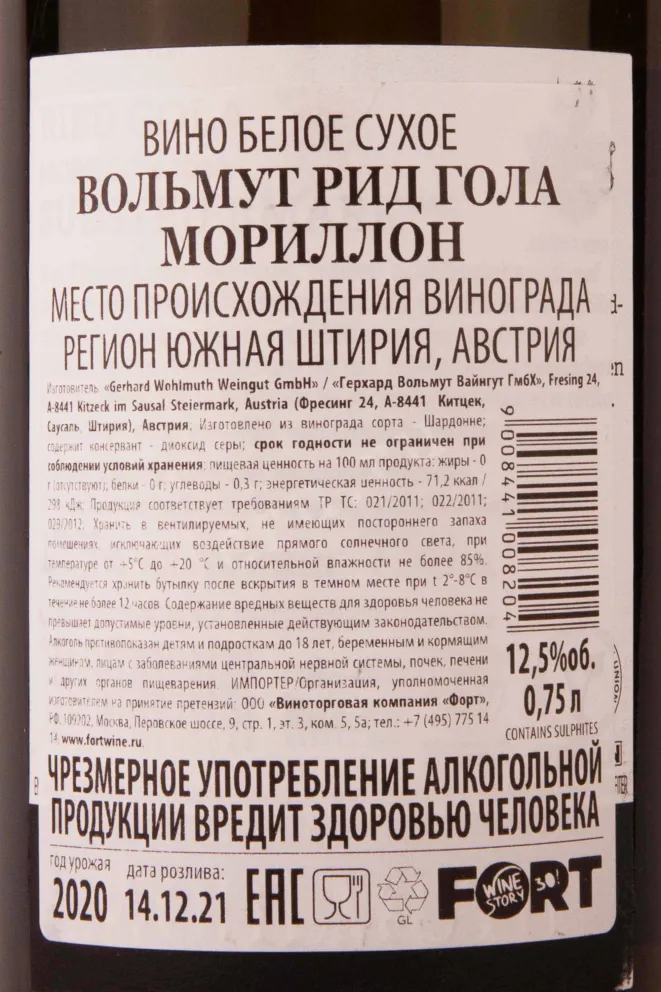 ВИНО БЕЛОЕ СУХОЕ
ВОЛЬМУТ РИД ГОЛА
МОРИЛЛОН
МЕСТО ПРОИСХОЖДЕНИЯ ВИНОГРАДА
РЕГИОН ЮЖНАЯ ШТИРИЯ, АВСТРИЯ
Изготовитель «Gerhard Wohlmuth Weingut GmbH» / «Герхард Вольмут Вайнгут ГмбХ», Fresing 24,
A-8441 Kitzeck im Sausal Steiermark, Austria (Фресинг 24, А-8441 Китцек,
Саусаль, Штирия), Австрия. Изготовлено из винограда сорта - Шардонне;
содержит консервант - диоксид серы; срок годности не ограничен при
соблюдении условий хранения; пищевая ценность на 100 мл продукта: жиры - 0
г (отсутствуют); белки - 0 г; углеводы - 0,3 г; энергетическая ценность - 71,2 ккал /
298 кДж. Продукция соответствует требованиям ТР ТС: 021/2011; 022/2011;
029/2012. Хранить в вентилируемых, не имеющих постороннего запаха
помещениях, исключающих воздействие прямого солнечного света, при
температуре от +5°С до +20 °С и относительной влажности не более 85%.
Рекомендуется хранить бутылку после вскрытия в темном месте при t 2°-8°С в
течение не более 12 часов. Содержание вредных веществ для здоровья человека не
превышает допустимые уровни, установленные действующим законодательством.
Алкоголь противопоказан детям и подросткам до 18 лет, беременным и кормящим
женщинам, лицам с заболеваниями центральной нервной системы, почек, печени
и других органов пищеварения. ИМПОРТЕР/Организация, уполномоченная
изготовителем на принятие претензий: ООО «Виноторговая компания «Форт»,
РФ, 109202, Москва, Перовское шоссе, 9, стр. 1, эт. 3, ком. 5, 5а; тел.: +7 (495) 775 14
14, www.fortwine.ru.
9 008441 008204
12,5%об.
0,75 л
CONTAINS SULPHITES
ЧРЕЗМЕРНОЕ УПОТРЕБЛЕНИЕ АЛКОГОЛЬНОЙ
ПРОДУКЦИИ ВРЕДИТ ЗДОРОВЬЮ ЧЕЛОВЕКА
год урожая дата розлива:
2020 14.12.21 EAC GL FORT WINE STORY 30!